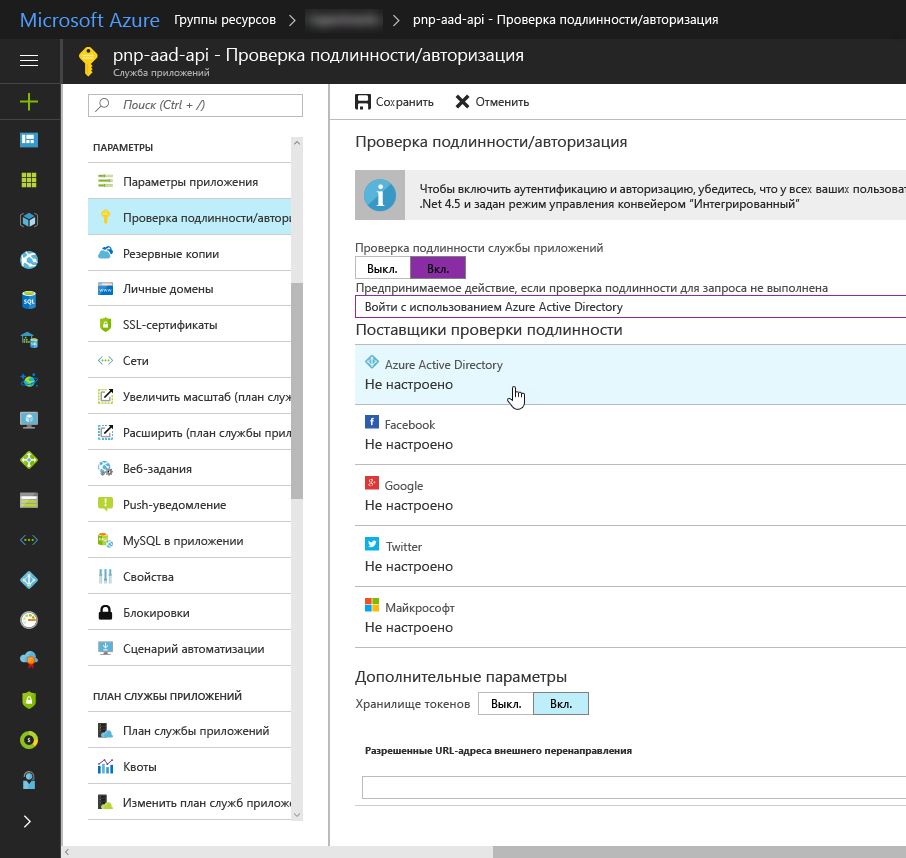 Microsoft Azure Группы ресурсов > > pnp-aad-api - Проверка подлинности/авторизация
pnp-aad-api - Проверка подлинности/авторизация
Служба приложений
Поиск (Ctrl + /)
ПАРАМЕТРЫ
Параметры приложения
Проверка подлинности/автори
Резервные копии
Личные домены
SSL-сертификаты
Сети
Увеличить масштаб (план служ
Расширить (план службы прил
Веб-задания
Push-уведомление
MySQL в приложении
Свойства
Блокировки
Сценарий автоматизации
ПЛАН СЛУЖБЫ ПРИЛОЖЕНИЙ
План службы приложений
Квоты
Изменить план служб прилож
Сохранить Отменить
Проверка подлинности/авторизация
Чтобы включить аутентификацию и авторизацию, убедитесь, что у всех ваших пользоват
.Net 4.5 и задан режим управления конвейером "Интегрированный"
Проверка подлинности службы приложений
Выкл. Вкл.
Предпринимаемое действие, если проверка подлинности для запроса не выполнена
Войти с использованием Azure Active Directory
Поставщики проверки подлинности
Azure Active Directory
Не настроено
Facebook
Не настроено
Google
Не настроено
Twitter
Не настроено
Майкрософт
Не настроено
Дополнительные параметры
Хранилище токенов Выкл. Вкл.
Разрешенные URL-адреса внешнего перенаправления